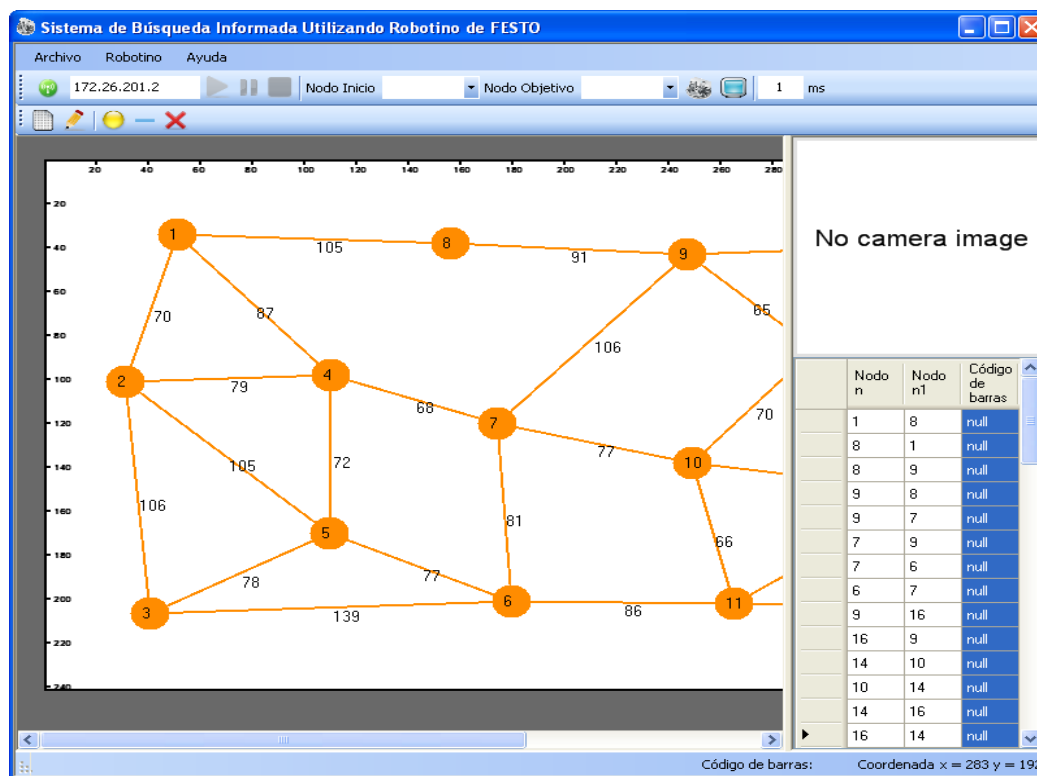 Sistema de Búsqueda Informada Utilizando Robotino de FESTO
Archivo Robotino Ayuda
172.26.201.2 Nodo Inicio Nodo Objetivo 1 ms
20 40 60 80 100 120 140 160 180 200 220 240 260 280
20
40
60
80
100
120
140
160
180
200
220
240
1
8
9
105
91
65
70
87
106
2
79
4
68
70
7
77
10
105
72
106
81
66
5
78
77
3
139
6
86
11
No camera image
Nodo n Nodo n1 Código de barras
1 8 null
8 1 null
8 9 null
9 8 null
9 7 null
7 9 null
7 6 null
6 7 null
9 16 null
16 9 null
14 10 null
10 14 null
14 16 null
16 14 null
Código de barras: Coordenada x = 283 y = 192